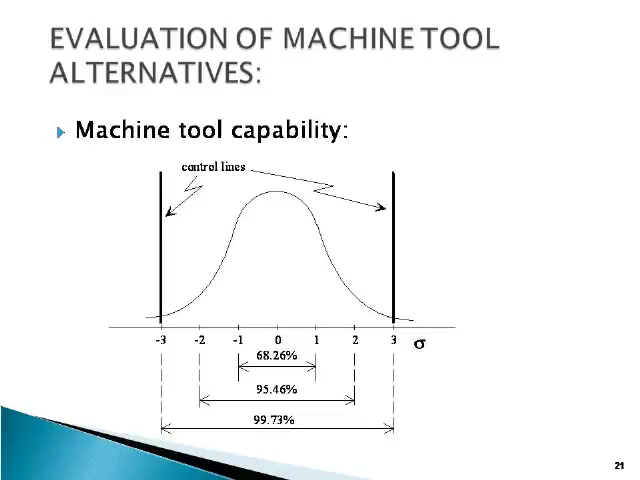 EVALUATION OF MACHINE TOOL
ALTERNATIVES:
Machine tool capability:
control lines
-3 -2 -1 0 1 2 3 σ
68.26%
95.46%
99.73%
21